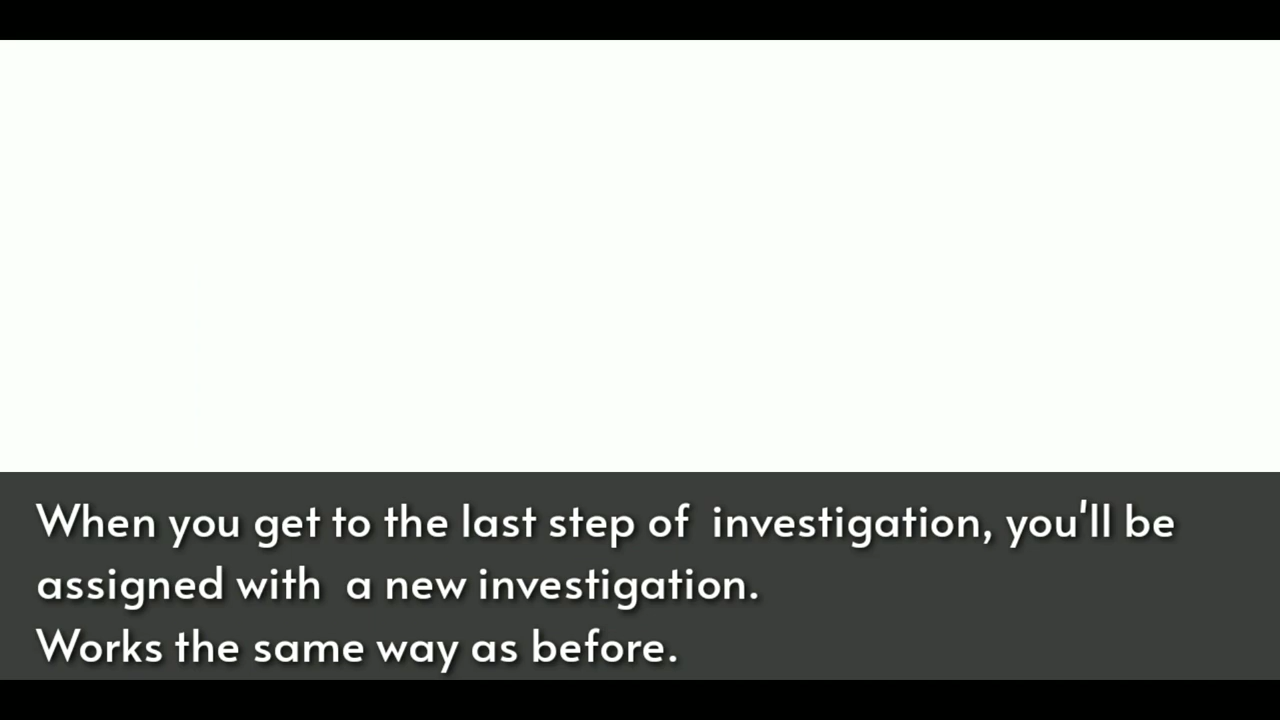 When you get to the last step of  investigation, you'll be
assigned with  a new investigation.
Works the same way as before.